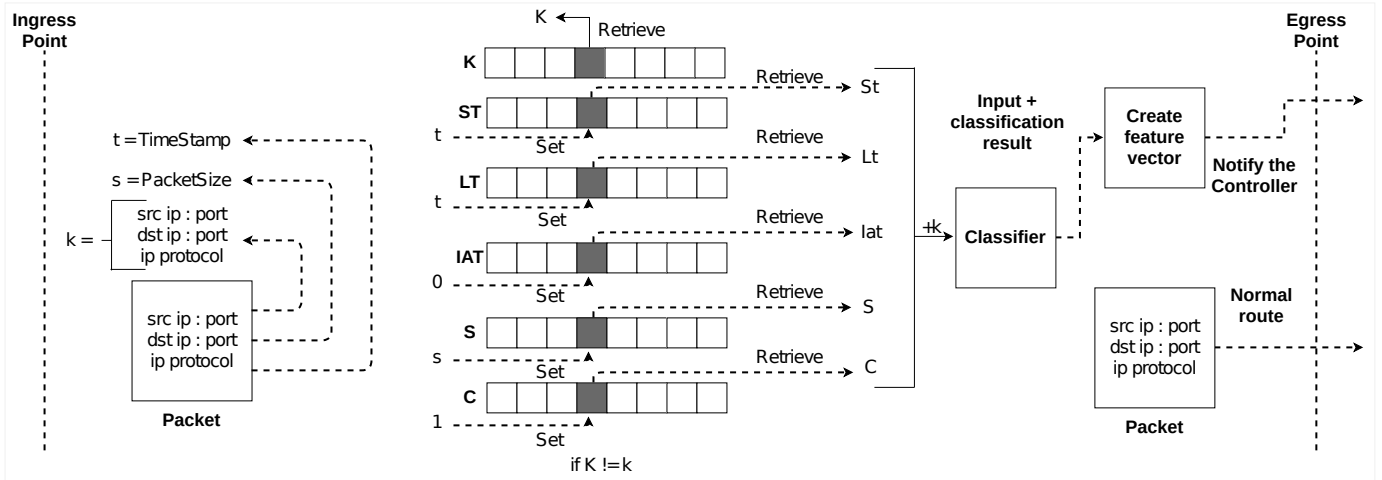 Ingress
Point
t = TimeStamp
s = PacketSize
k =
src ip : port
dst ip : port
ip protocol
src ip : port
dst ip : port
ip protocol
Packet
K
Retrieve
K
ST
Retrieve
St
t
Set
LT
Retrieve
Lt
t
Set
IAT
Retrieve
Iat
0
Set
S
Retrieve
S
s
Set
C
Retrieve
C
1
Set
if K != k
+k
Classifier
Input +
classification
result
Create
feature
vector
Notify the
Controller
Egress
Point
src ip : port
dst ip : port
ip protocol
Packet
Normal
route